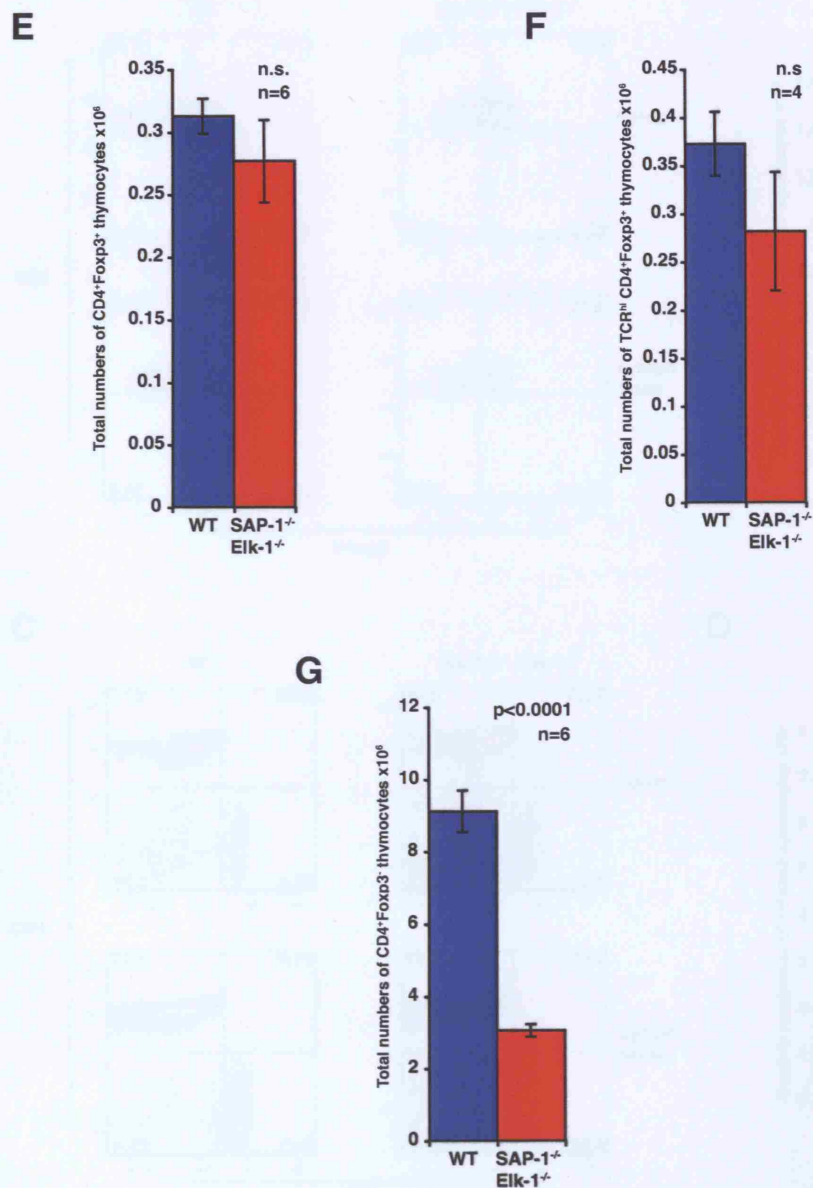 E
0.35
0.3
0.25
0.2
0.15
0.1
0.05
0
Total numbers of CD4⁺Foxp3⁺ thymocytes x10⁶
n.s.
n=6
WT SAP-1⁻/⁻
Elk-1⁻/⁻
F
0.45
0.4
0.35
0.3
0.25
0.2
0.15
0.1
0.05
0
Total numbers of TCRʰⁱ CD4⁺Foxp3⁺ thymocytes x10⁶
n.s
n=4
WT SAP-1⁻/⁻
Elk-1⁻/⁻
G
12
10
8
6
4
2
0
Total numbers of CD4⁺Foxp3⁻ thymocytes x10⁶
p<0.0001
n=6
WT SAP-1⁻/⁻
Elk-1⁻/⁻
C
D